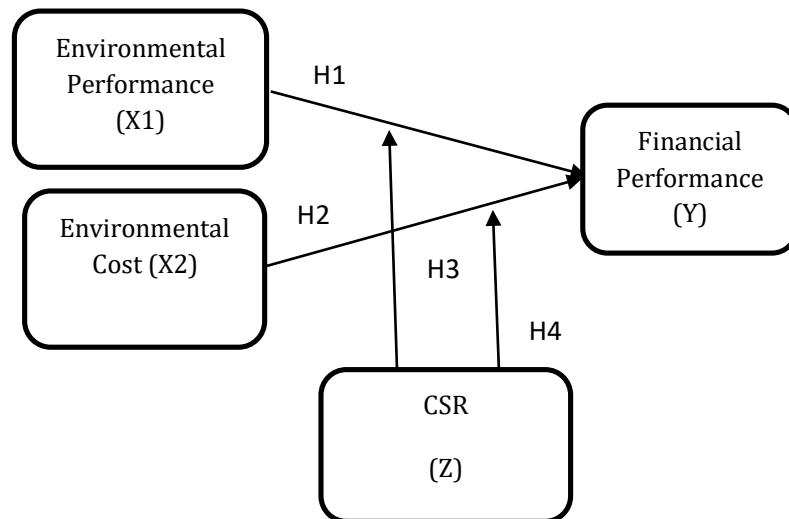 Environmental
Performance
(X1)
H1
Financial
Performance
(Y)
Environmental
Cost (X2)
H2
H3
H4
CSR
(Z)